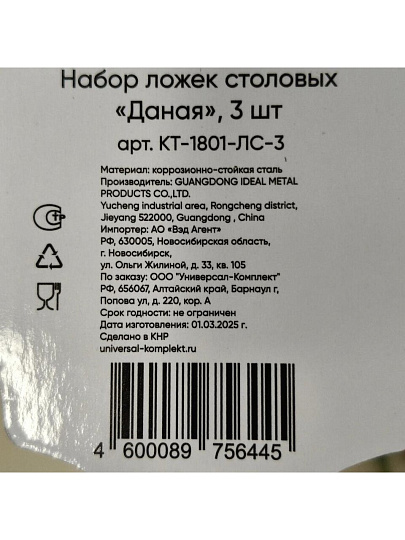 Набор ложек столовых
«Даная», 3 шт
арт. КТ-1801-ЛС-3
Материал: коррозионно-стойкая сталь
Производитель: GUANGDONG IDEAL METAL
PRODUCTS CO.,LTD.
Yucheng industrial area, Rongcheng district,
Jieyang 522000, Guangdong , China
Импортер: АО «Вэд Агент»
РФ, 630005, Новосибирская область,
г. Новосибирск,
ул. Ольги Жилиной, д. 33, кв. 105
По заказу: ООО "Универсал-Комплект"
РФ, 656067, Алтайский край, Барнаул г,
Попова ул, д. 220, кор. А
Срок годности: не ограничен
Дата изготовления: 01.03.2025 г.
Сделано в КНР
universal-komplekt.ru
4 600089 756445